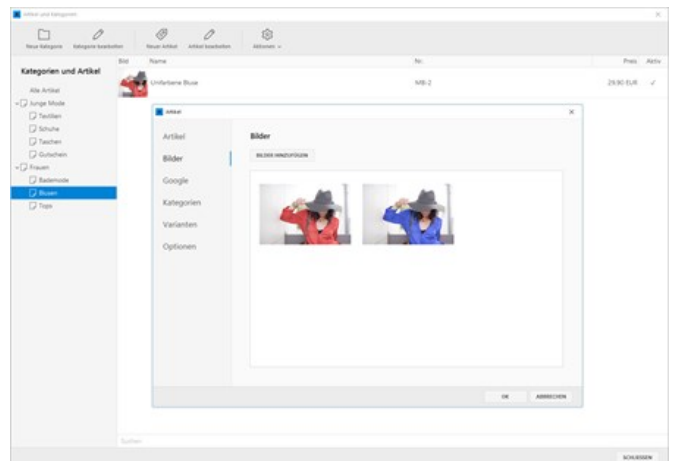 Artikel und Kategorien
Neue Kategorie Kategorie bearbeiten Neuer Artikel Artikel bearbeiten Aktionen
Kategorien und Artikel
Bild Name Nr. Preis Aktiv
Unifarbene Bluse MB-2 29,90 EUR
Alle Artikel
Junge Mode
Textilien
Schuhe
Taschen
Gutschein
Frauen
Bademode
Blusen
Tops
Artikel
Artikel
Bilder
Google
Kategorien
Varianten
Optionen
Bilder
BILDER HINZUFÜGEN
OK ABBRECHEN
Suchen
SCHLIESSEN